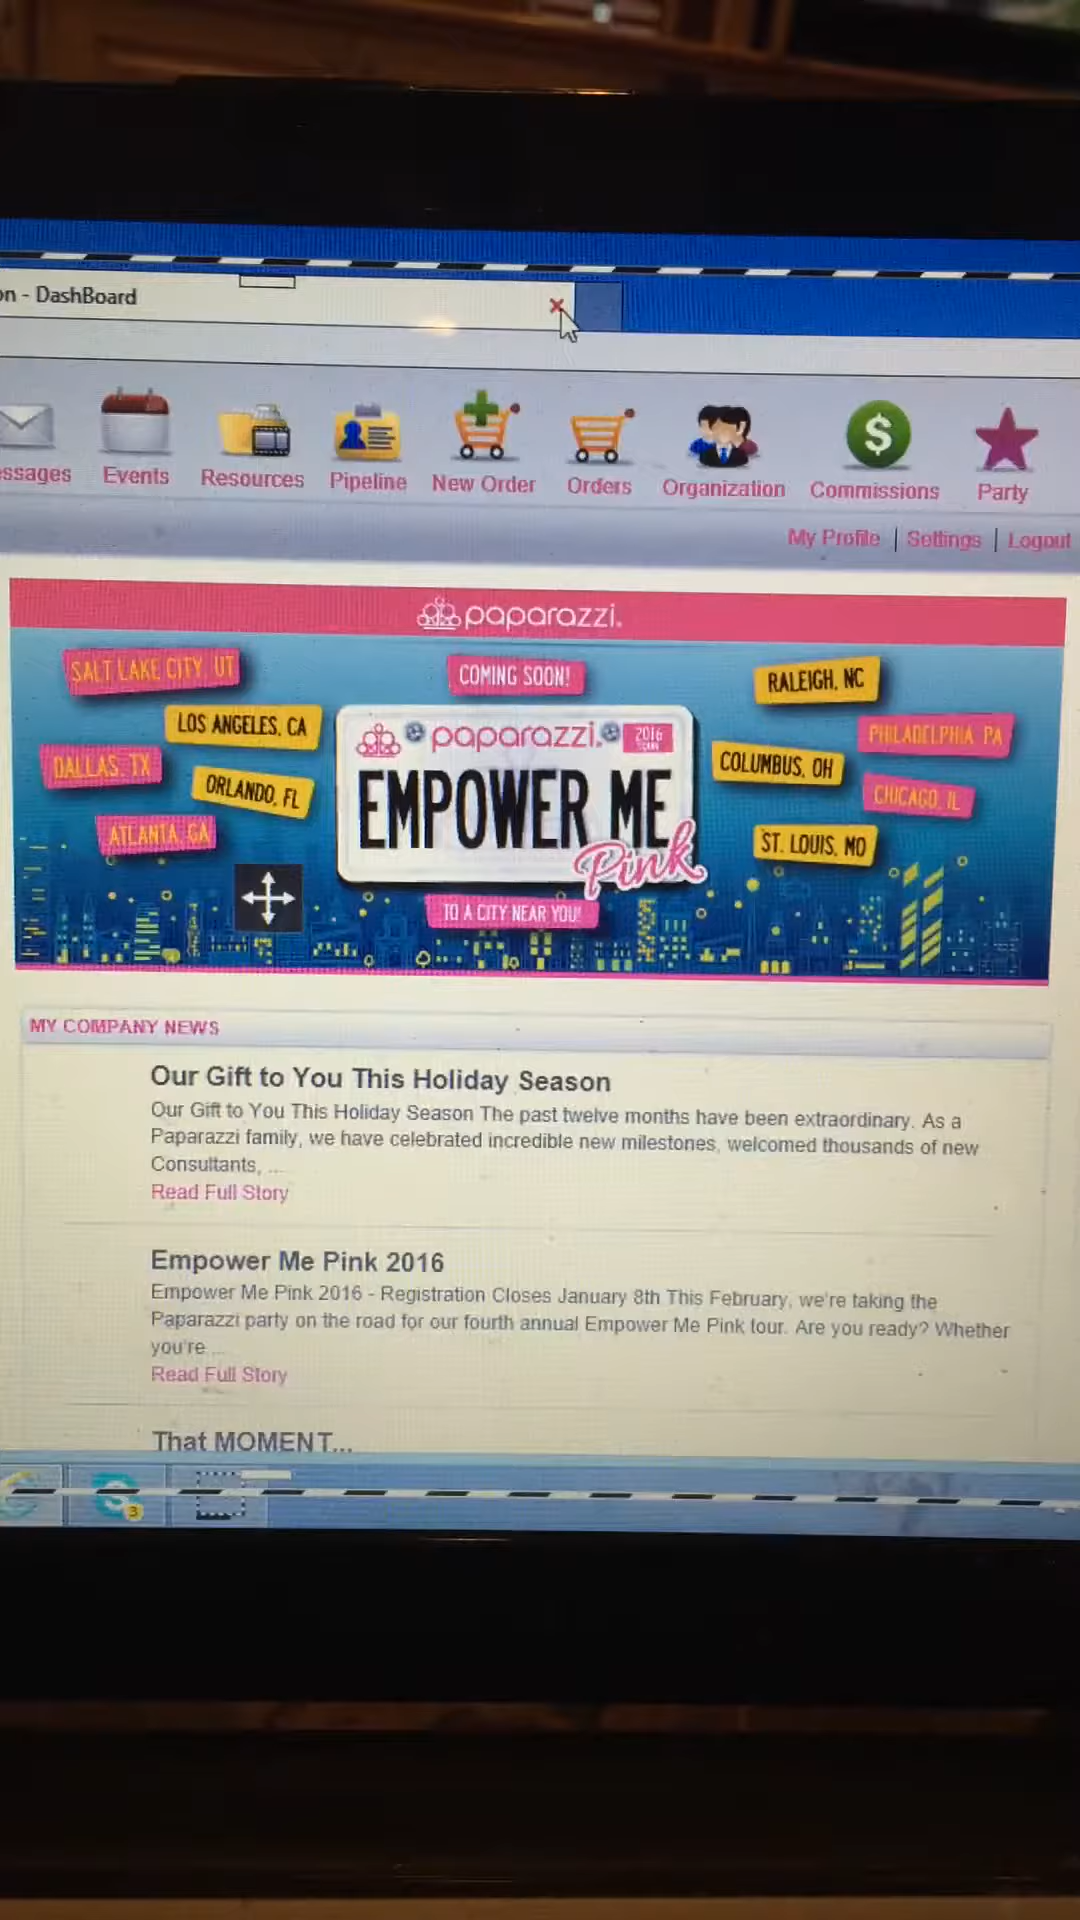 on - DashBoard
ssages Events Resources Pipeline New Order Orders Organization Commissions Party
My Profile | Settings | Logout
paparazzi.
SALT LAKE CITY, UT
COMING SOON!
RALEIGH, NC
LOS ANGELES, CA
PHILADELPHIA, PA
DALLAS, TX
COLUMBUS, OH
ORLANDO, FL
CHICAGO, IL
ATLANTA, GA
ST. LOUIS, MO
paparazzi.
2016
TOUR
EMPOWER ME
Pink
TO A CITY NEAR YOU!
MY COMPANY NEWS
Our Gift to You This Holiday Season
Our Gift to You This Holiday Season The past twelve months have been extraordinary. As a
Paparazzi family, we have celebrated incredible new milestones, welcomed thousands of new
Consultants, ...
Read Full Story
Empower Me Pink 2016
Empower Me Pink 2016 - Registration Closes January 8th This February, we're taking the
Paparazzi party on the road for our fourth annual Empower Me Pink tour. Are you ready? Whether
you're ...
Read Full Story
That MOMENT...
3